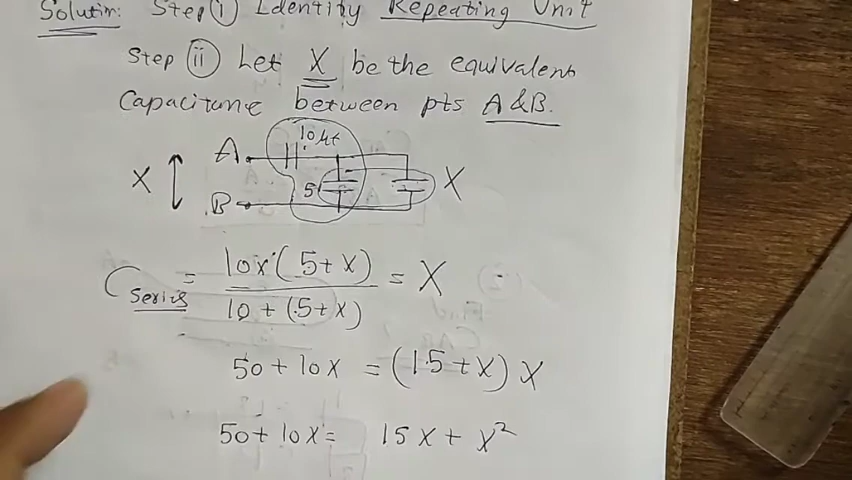 Solution: Step (i) Identity Repeating Unit
Step (ii) Let X be the equivalent
Capacitance between pts A & B.
10μf
A
X 5 X
B
C series = 10x(5+x) / 10+(5+x) = X
50+10x = (15+x) x
50+10x = 15x + x²